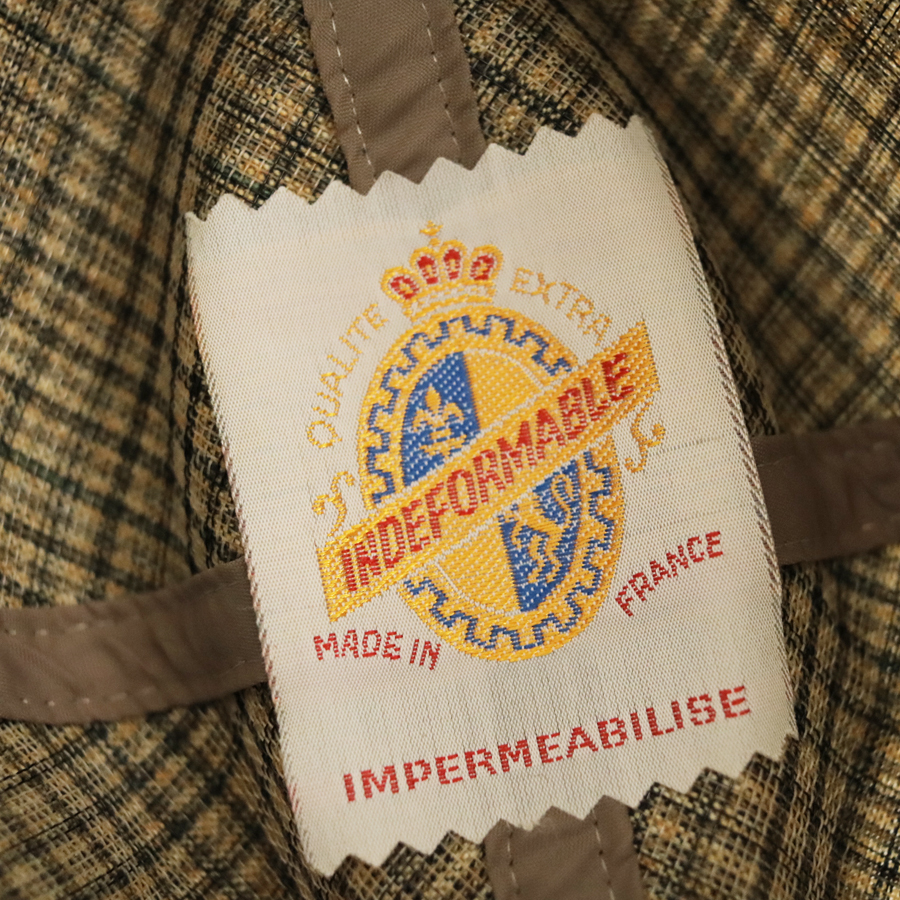 QUALITE EXTRA
INDEFORMABLE
MADE IN FRANCE
IMPERMEABILISE